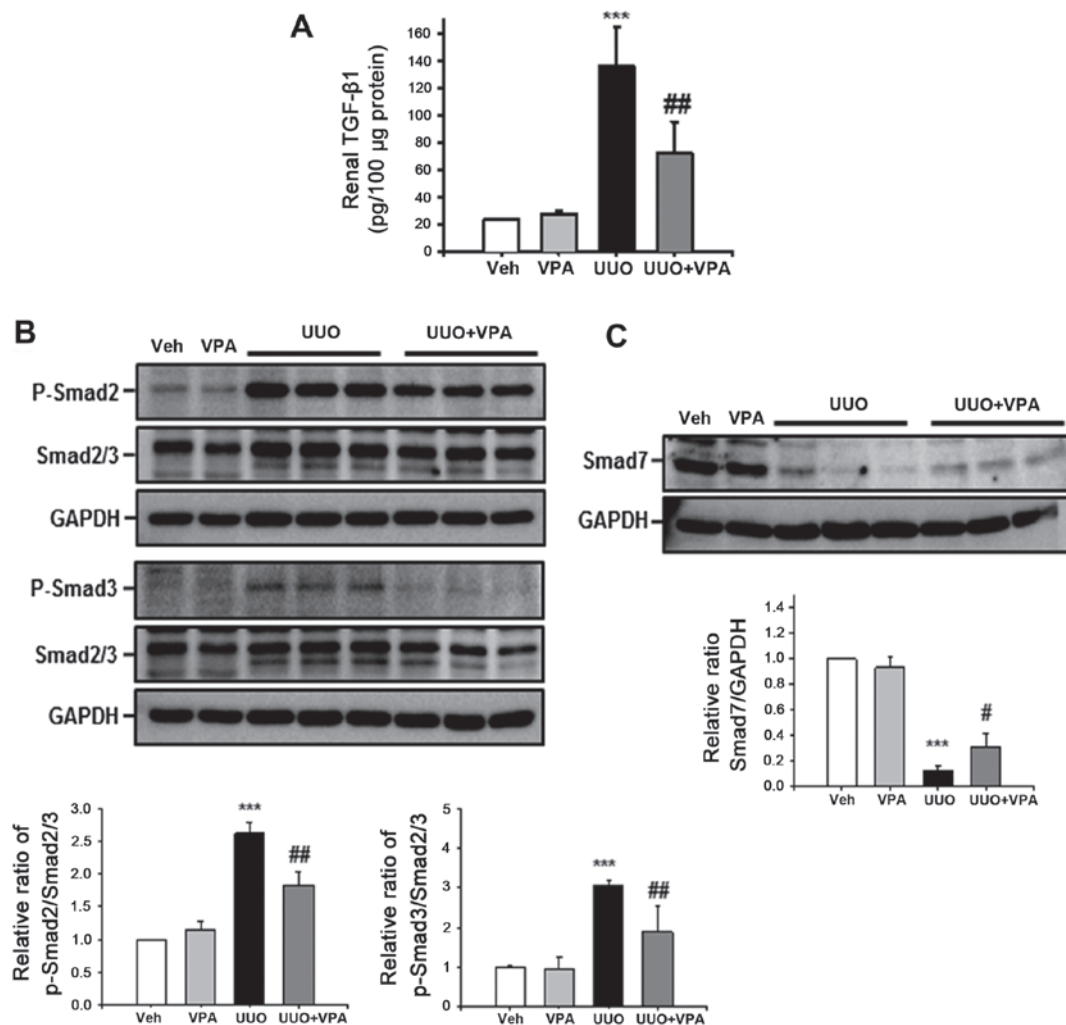 A
Renal TGF-β1
(pg/100 µg protein)
160
140
120
100
80
60
40
20
0
***
##
Veh VPA UUO UUO+VPA
B
Veh VPA UUO UUO+VPA
P-Smad2
Smad2/3
GAPDH
P-Smad3
Smad2/3
GAPDH
C
Veh VPA UUO UUO+VPA
Smad7
GAPDH
Relative ratio
Smad7/GAPDH
1.4
1.2
1.0
0.8
0.6
0.4
0.2
0.0
***
#
Veh VPA UUO UUO+VPA
Relative ratio of
p-Smad2/Smad2/3
3.0
2.5
2.0
1.5
1.0
0.5
0.0
***
##
Veh VPA UUO UUO+VPA
Relative ratio of
p-Smad3/Smad2/3
5
4
3
2
1
0
***
##
Veh VPA UUO UUO+VPA